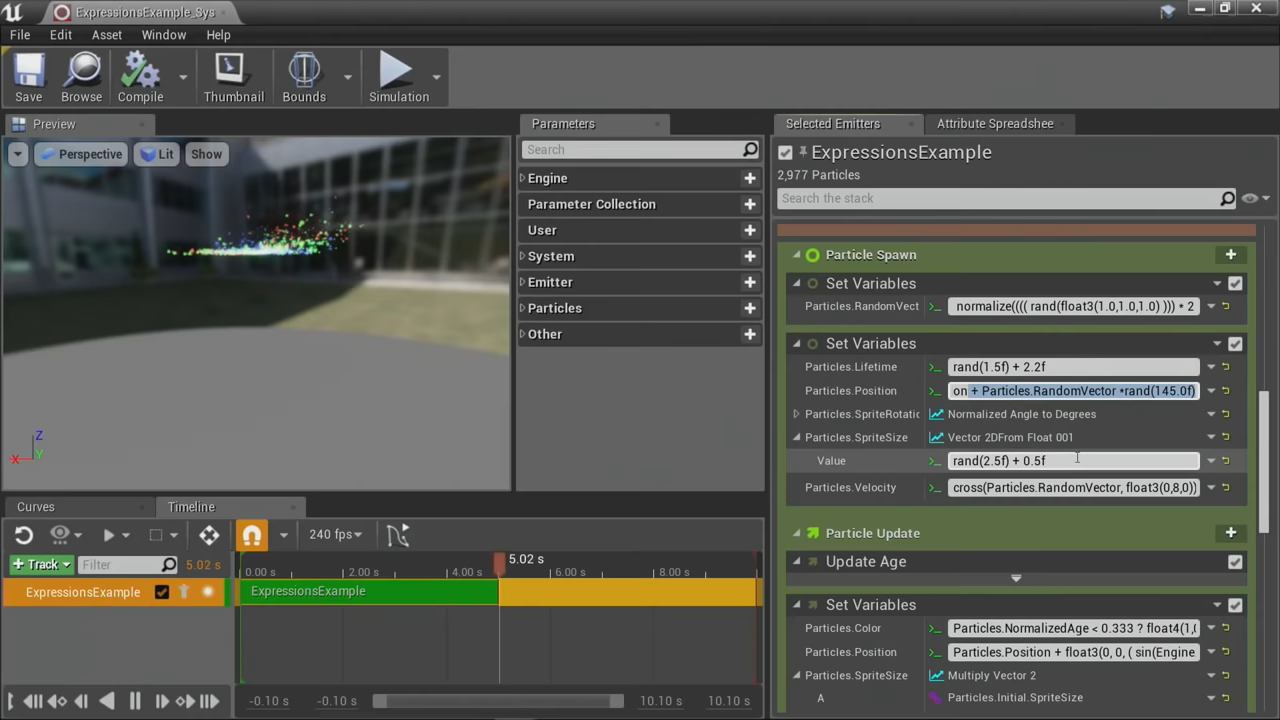 ExpressionsExample_Sys
File Edit Asset Window Help
Save Browse Compile Thumbnail Bounds Simulation
Preview
Perspective Lit Show
Z
X Y
Parameters
Search
Engine
Parameter Collection
User
System
Emitter
Particles
Other
Selected Emitters Attribute Spreadshee
ExpressionsExample
2,977 Particles
Search the stack
Particle Spawn
Set Variables
Particles.RandomVect normalize(((( rand(float3(1.0,1.0,1.0) ))) * 2
Set Variables
Particles.Lifetime rand(1.5f) + 2.2f
Particles.Position on + Particles.RandomVector *rand(145.0f)
Particles.SpriteRotatic Normalized Angle to Degrees
Particles.SpriteSize Vector 2DFrom Float 001
Value rand(2.5f) + 0.5f
Particles.Velocity cross(Particles.RandomVector, float3(0,8,0))
Particle Update
Update Age
Set Variables
Particles.Color Particles.NormalizedAge < 0.333 ? float4(1,(
Particles.Position Particles.Position + float3(0, 0, ( sin(Engine
Particles.SpriteSize Multiply Vector 2
A Particles.Initial.SpriteSize
Curves Timeline
240 fps
+ Track Filter 5.02 s
5.02 s
0.00 s 2.00 s 4.00 s 6.00 s 8.00 s
ExpressionsExample
ExpressionsExample
-0.10 s -0.10 s 10.10 s 10.10 s